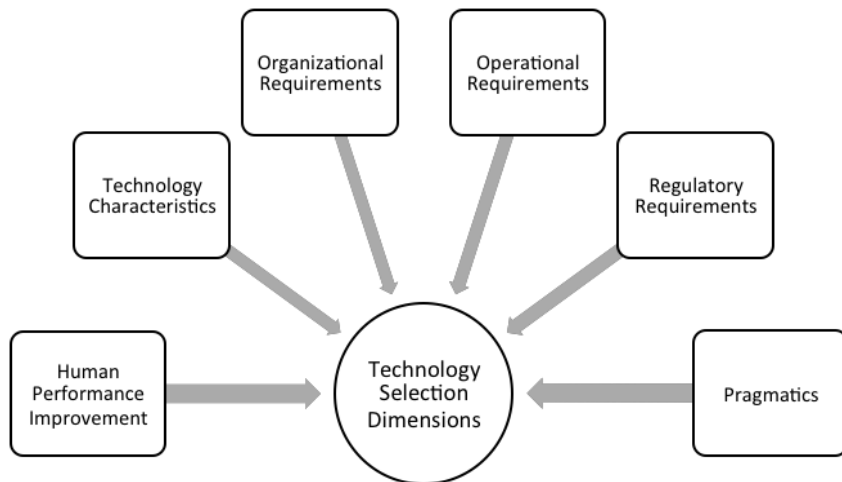 Organizational
Requirements
Operational
Requirements
Technology
Characteristics
Regulatory
Requirements
Human
Performance
Improvement
Technology
Selection
Dimensions
Pragmatics